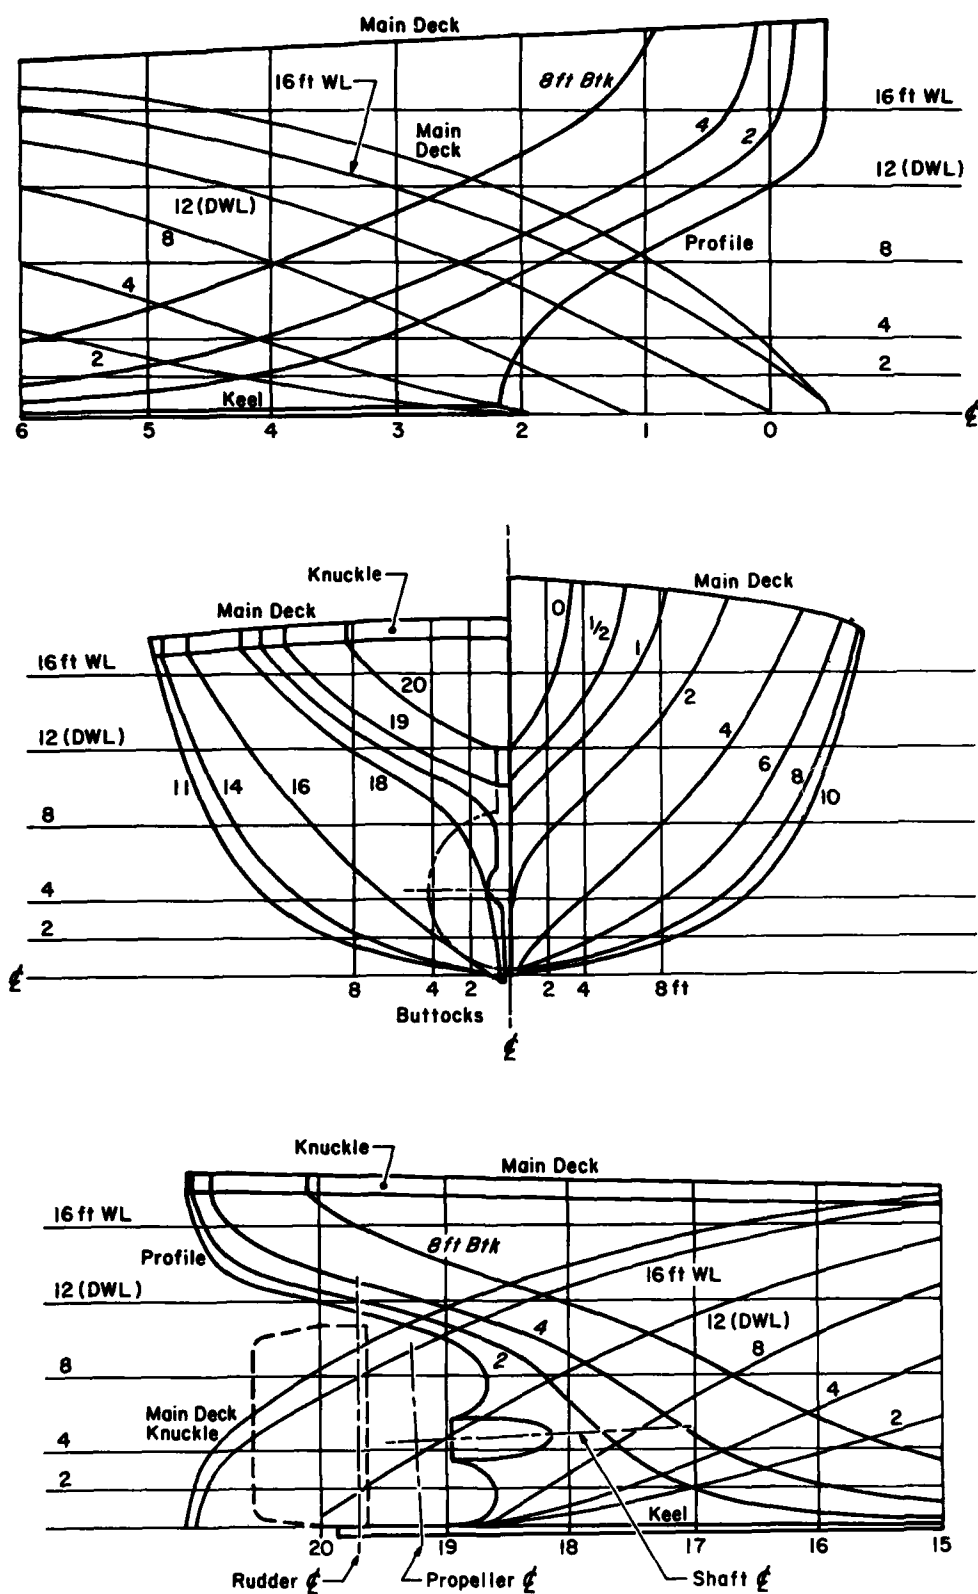 Main Deck
16 ft WL
8 ft Btk
16 ft WL
4
2
Main
Deck
12 (DWL)
12 (DWL)
8
Profile
8
4
4
2
2
Keel
6
5
4
3
2
1
0
℄
Knuckle
Main Deck
Main Deck
0
1/2
1
16 ft WL
20
2
19
4
12 (DWL)
6
11
14
16
18
8
10
8
4
2
℄
8
4
2
2
4
8 ft
Buttocks
℄
Knuckle
Main Deck
16 ft WL
8 ft Btk
Profile
16 ft WL
12 (DWL)
4
12 (DWL)
8
2
8
4
Main Deck
Knuckle
2
4
2
Keel
20
19
18
17
16
15
Rudder ℄
Propeller ℄
Shaft ℄